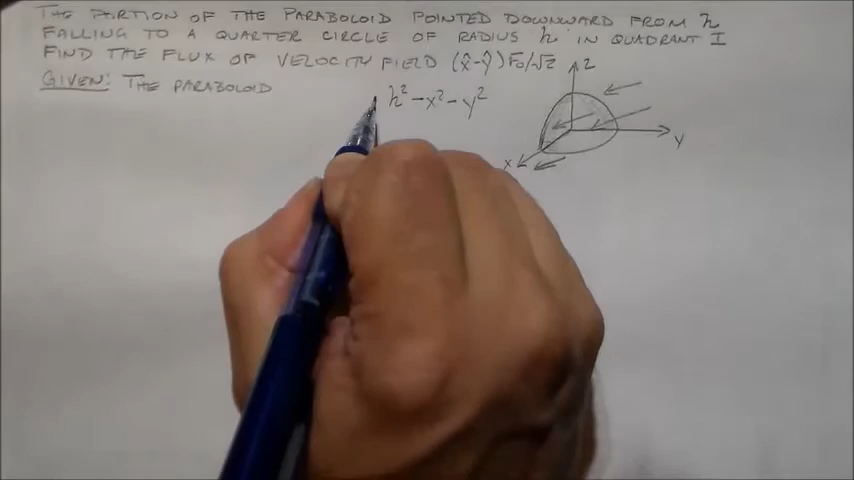 THE PORTION OF THE PARABOLOID POINTED DOWNWARD FROM h
FALLING TO A QUARTER CIRCLE OF RADIUS h IN QUADRANT I
FIND THE FLUX OF VELOCITY FIELD (x̂-ŷ) F₀/√2
GIVEN: THE PARABOLOID
h² - x² - y²
z
y
x